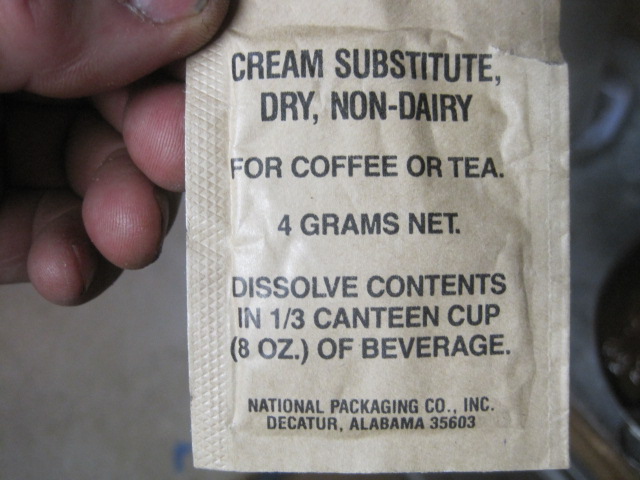 CREAM SUBSTITUTE,
DRY, NON-DAIRY
FOR COFFEE OR TEA.
4 GRAMS NET.
DISSOLVE CONTENTS
IN 1/3 CANTEEN CUP
(8 OZ.) OF BEVERAGE.
NATIONAL PACKAGING CO., INC.
DECATUR, ALABAMA 35603